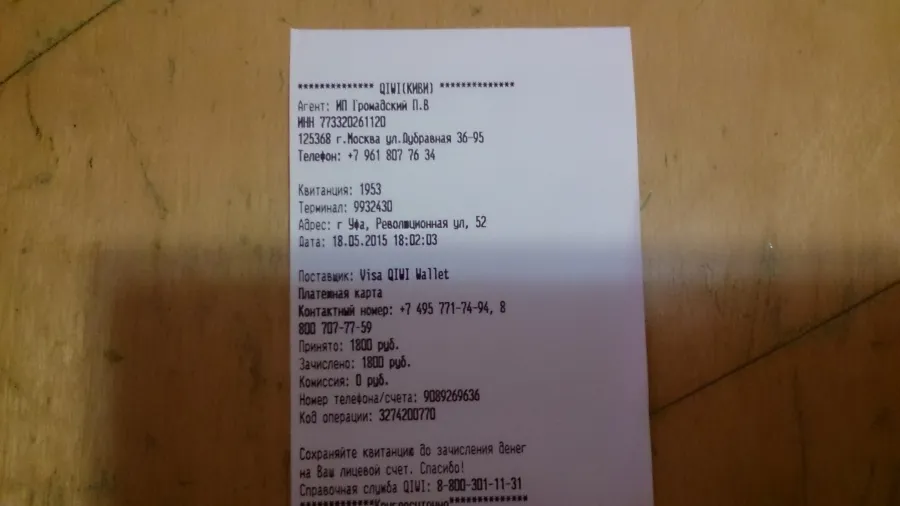 ************** QIWI(КИВИ) **************
Агент: ИП Громадский П.В
ИНН 773320261120
125368 г.Москва ул.Дубравная 36-95
Телефон: +7 961 807 76 34
Квитанция: 1953
Терминал: 9932430
Адрес: г Уфа, Революционная ул, 52
Дата: 18.05.2015 18:02:03
Поставщик: Visa QIWI Wallet
Платежная карта
Контактный номер: +7 495 771-74-94, 8
800 707-77-59
Принято: 1800 руб.
Зачислено: 1800 руб.
Комиссия: 0 руб.
Номер телефона/счета: 9089269636
Код операции: 3274200770
Сохраняйте квитанцию до зачисления денег
на Ваш лицевой счет. Спасибо!
Справочная служба QIWI: 8-800-301-11-31
**************Круглосуточно**************